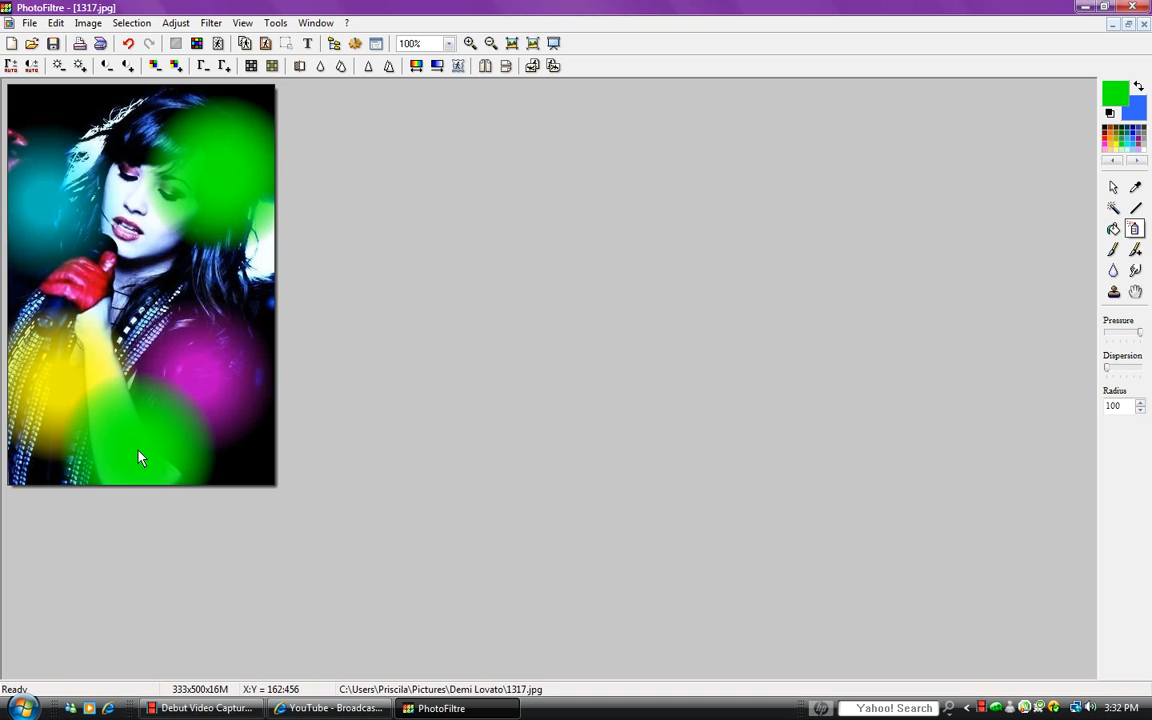 PhotoFiltre - [1317.jpg]
File Edit Image Selection Adjust Filter View Tools Window ?
100%
AUTO AUTO
Pressure
Dispersion
Radius
100
Ready 333x500x16M X:Y = 162:456 C:\Users\Priscila\Pictures\Demi Lovato\1317.jpg
Debut Video Captur... YouTube - Broadcas... PhotoFiltre Yahoo! Search 3:32 PM